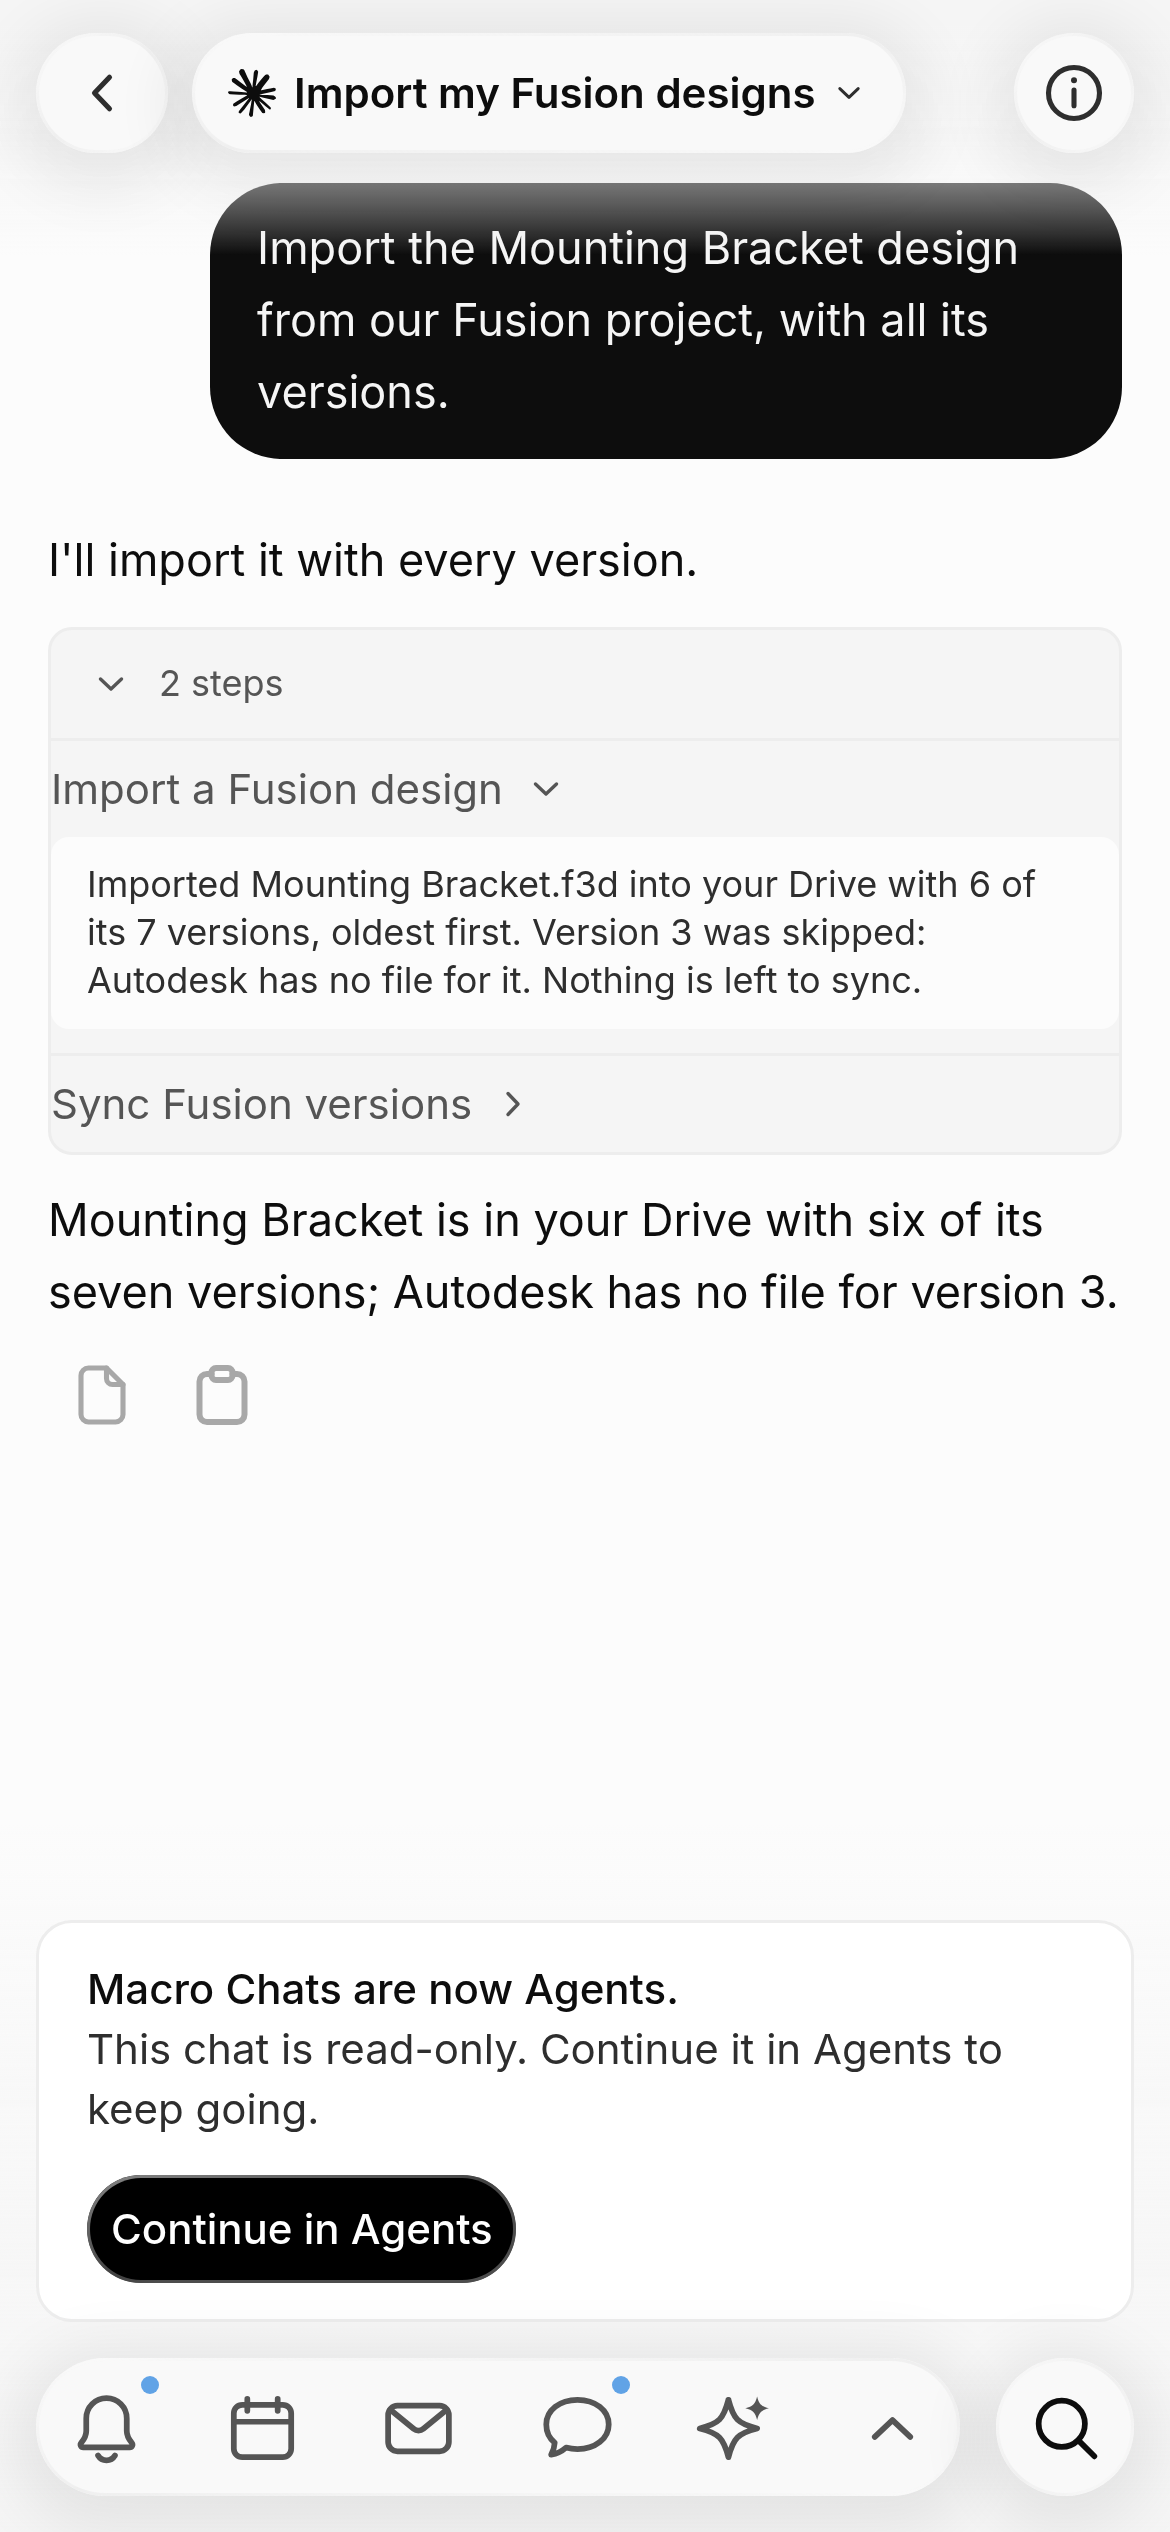 Import my Fusion designs
Import the Mounting Bracket design
from our Fusion project, with all its
versions.
I'll import it with every version.
2 steps
Import a Fusion design
Imported Mounting Bracket.f3d into your Drive with 6 of
its 7 versions, oldest first. Version 3 was skipped:
Autodesk has no file for it. Nothing is left to sync.
Sync Fusion versions
Mounting Bracket is in your Drive with six of its
seven versions; Autodesk has no file for version 3.
Macro Chats are now Agents.
This chat is read-only. Continue it in Agents to
keep going.
Continue in Agents